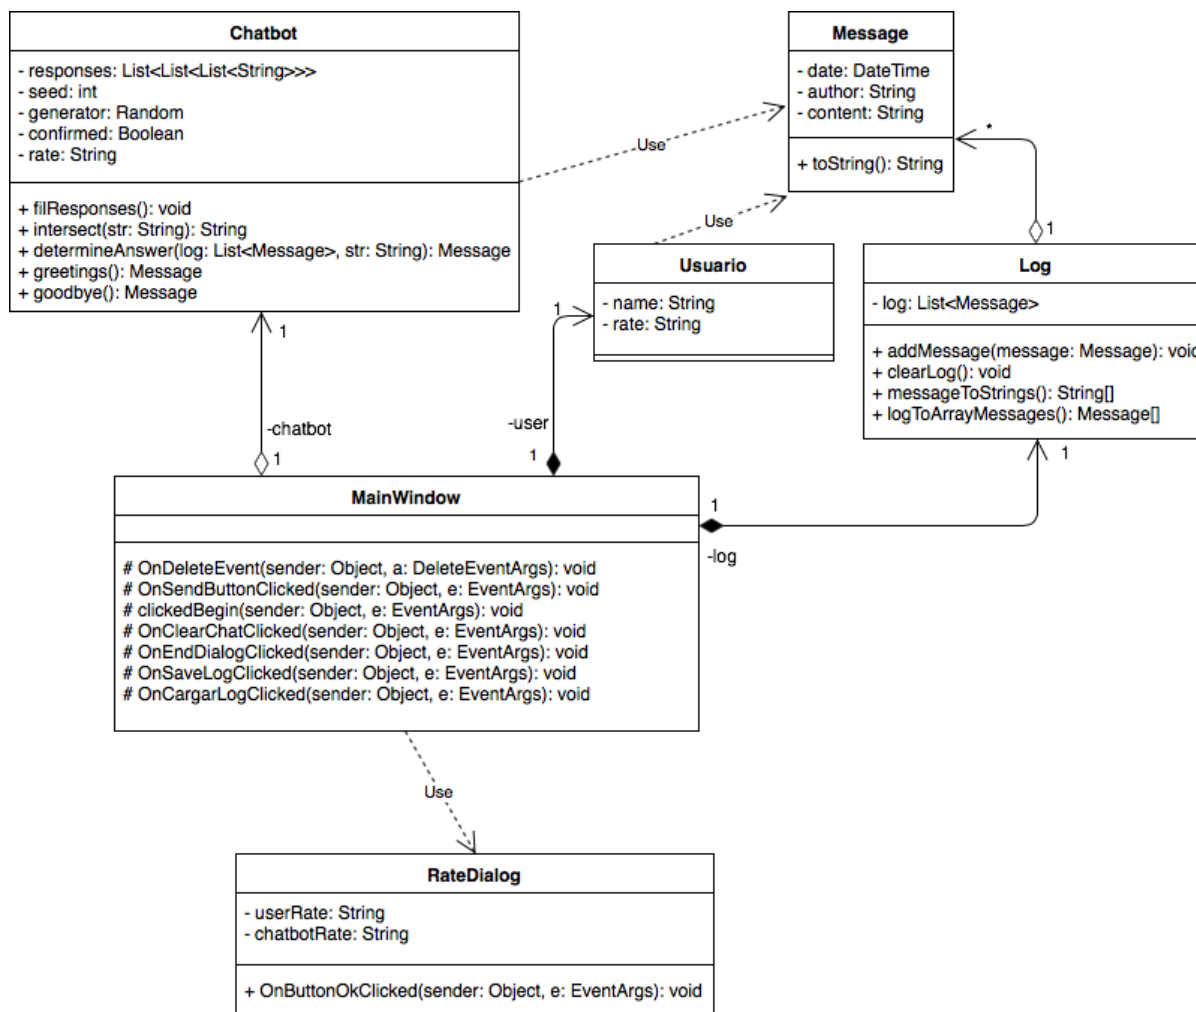 Chatbot
- responses: List<List<List<String>>>
- seed: int
- generator: Random
- confirmed: Boolean
- rate: String
+ filResponses(): void
+ intersect(str: String): String
+ determineAnswer(log: List<Message>, str: String): Message
+ greetings(): Message
+ goodbye(): Message
Message
- date: DateTime
- author: String
- content: String
+ toString(): String
Use
Use
*
1
Usuario
- name: String
- rate: String
Log
- log: List<Message>
+ addMessage(message: Message): void
+ clearLog(): void
+ messageToStrings(): String[]
+ logToArrayMessages(): Message[]
1
-chatbot
1
1
-user
1
1
1
-log
MainWindow
# OnDeleteEvent(sender: Object, a: DeleteEventArgs): void
# OnSendButtonClicked(sender: Object, e: EventArgs): void
# clickedBegin(sender: Object, e: EventArgs): void
# OnClearChatClicked(sender: Object, e: EventArgs): void
# OnEndDialogClicked(sender: Object, e: EventArgs): void
# OnSaveLogClicked(sender: Object, e: EventArgs): void
# OnCargarLogClicked(sender: Object, e: EventArgs): void
Use
RateDialog
- userRate: String
- chatbotRate: String
+ OnButtonOkClicked(sender: Object, e: EventArgs): void